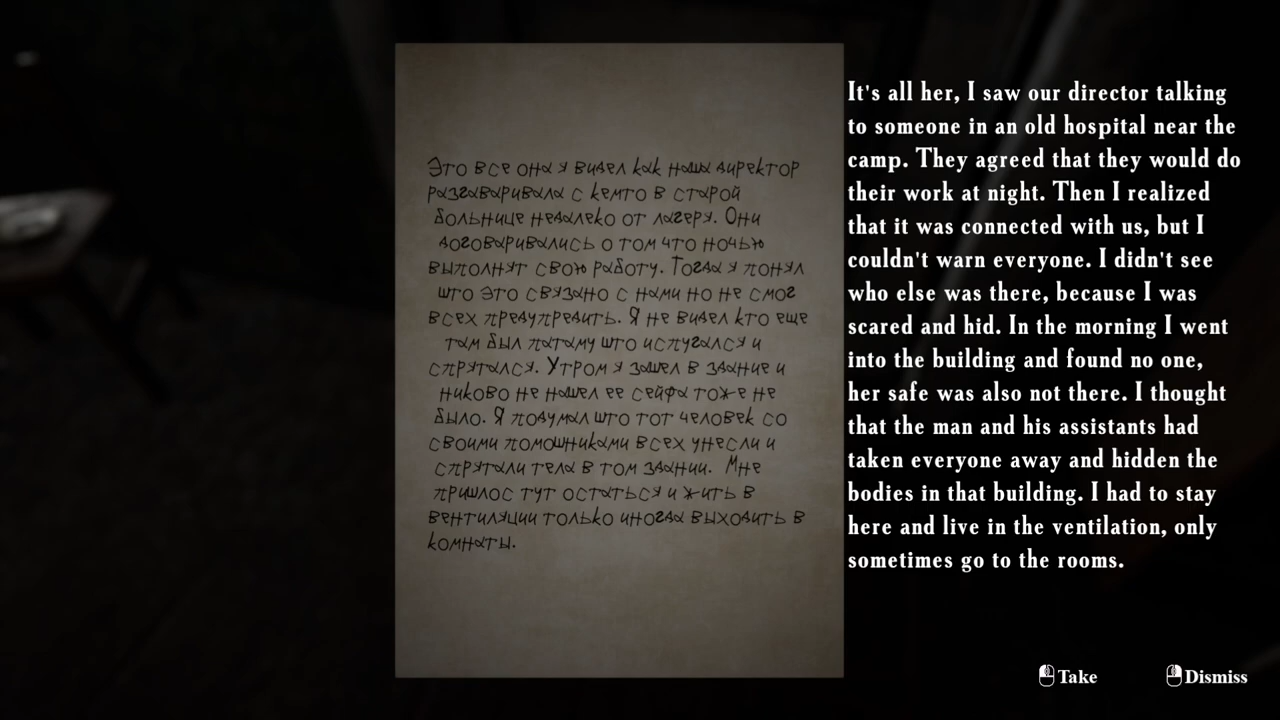 Это все она я видел как наша директор
разгаваривала с кемто в старой
больнице недалеко от лагеру. Они
договоривались о том что ночью
выполнят свою работу. Тогда я понял
што это связано с нами но не смог
всех предупредить. Я не видел кто еще
там был патаму што испугался и
спрятался. Утром я зашел в здание и
никово не нашел ее сейфа тоже не
было. Я подумал што тот человек со
своими помошниками всех унесли и
спрятали тела в том здании. Мне
пришлос тут остаться и жить в
вентиляции только иногда выходить в
комнаты.
It's all her, I saw our director talking
to someone in an old hospital near the
camp. They agreed that they would do
their work at night. Then I realized
that it was connected with us, but I
couldn't warn everyone. I didn't see
who else was there, because I was
scared and hid. In the morning I went
into the building and found no one,
her safe was also not there. I thought
that the man and his assistants had
taken everyone away and hidden the
bodies in that building. I had to stay
here and live in the ventilation, only
sometimes go to the rooms.
Take Dismiss